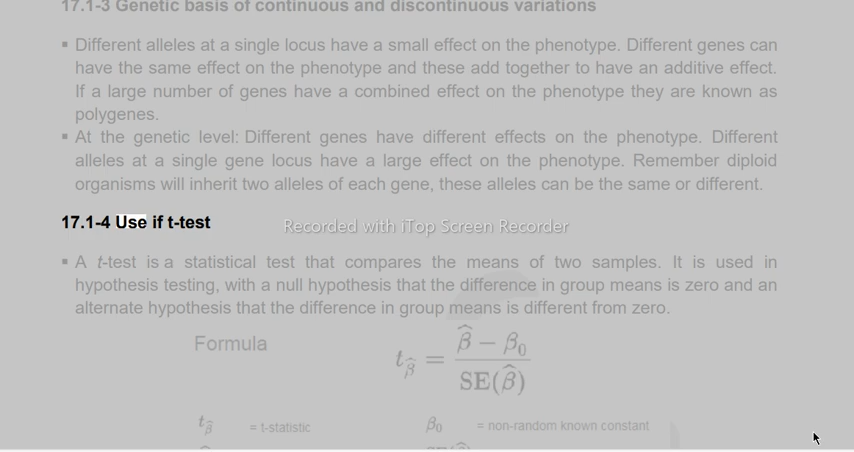 17.1-3 Genetic basis of continuous and discontinuous variations
▪ Different alleles at a single locus have a small effect on the phenotype. Different genes can
have the same effect on the phenotype and these add together to have an additive effect.
If a large number of genes have a combined effect on the phenotype they are known as
polygenes.
▪ At the genetic level: Different genes have different effects on the phenotype. Different
alleles at a single gene locus have a large effect on the phenotype. Remember diploid
organisms will inherit two alleles of each gene, these alleles can be the same or different.
17.1-4 Use if t-test
Recorded with iTop Screen Recorder
▪ A t-test is a statistical test that compares the means of two samples. It is used in
hypothesis testing, with a null hypothesis that the difference in group means is zero and an
alternate hypothesis that the difference in group means is different from zero.
Formula
t_β̂ = (β̂ − β₀) / SE(β̂)
t_β̂ = t-statistic β₀ = non-random known constant